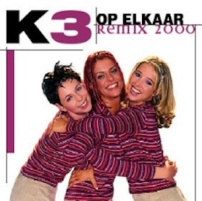 K3 OP ELKAAR
Remix 2000